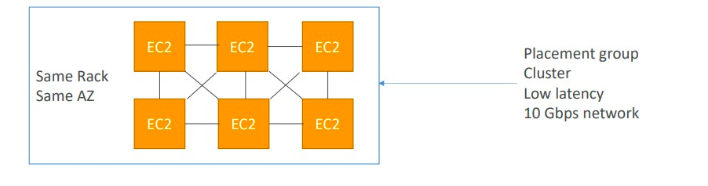 EC2 EC2 EC2
Same Rack
Same AZ
EC2 EC2 EC2
Placement group
Cluster
Low latency
10 Gbps network